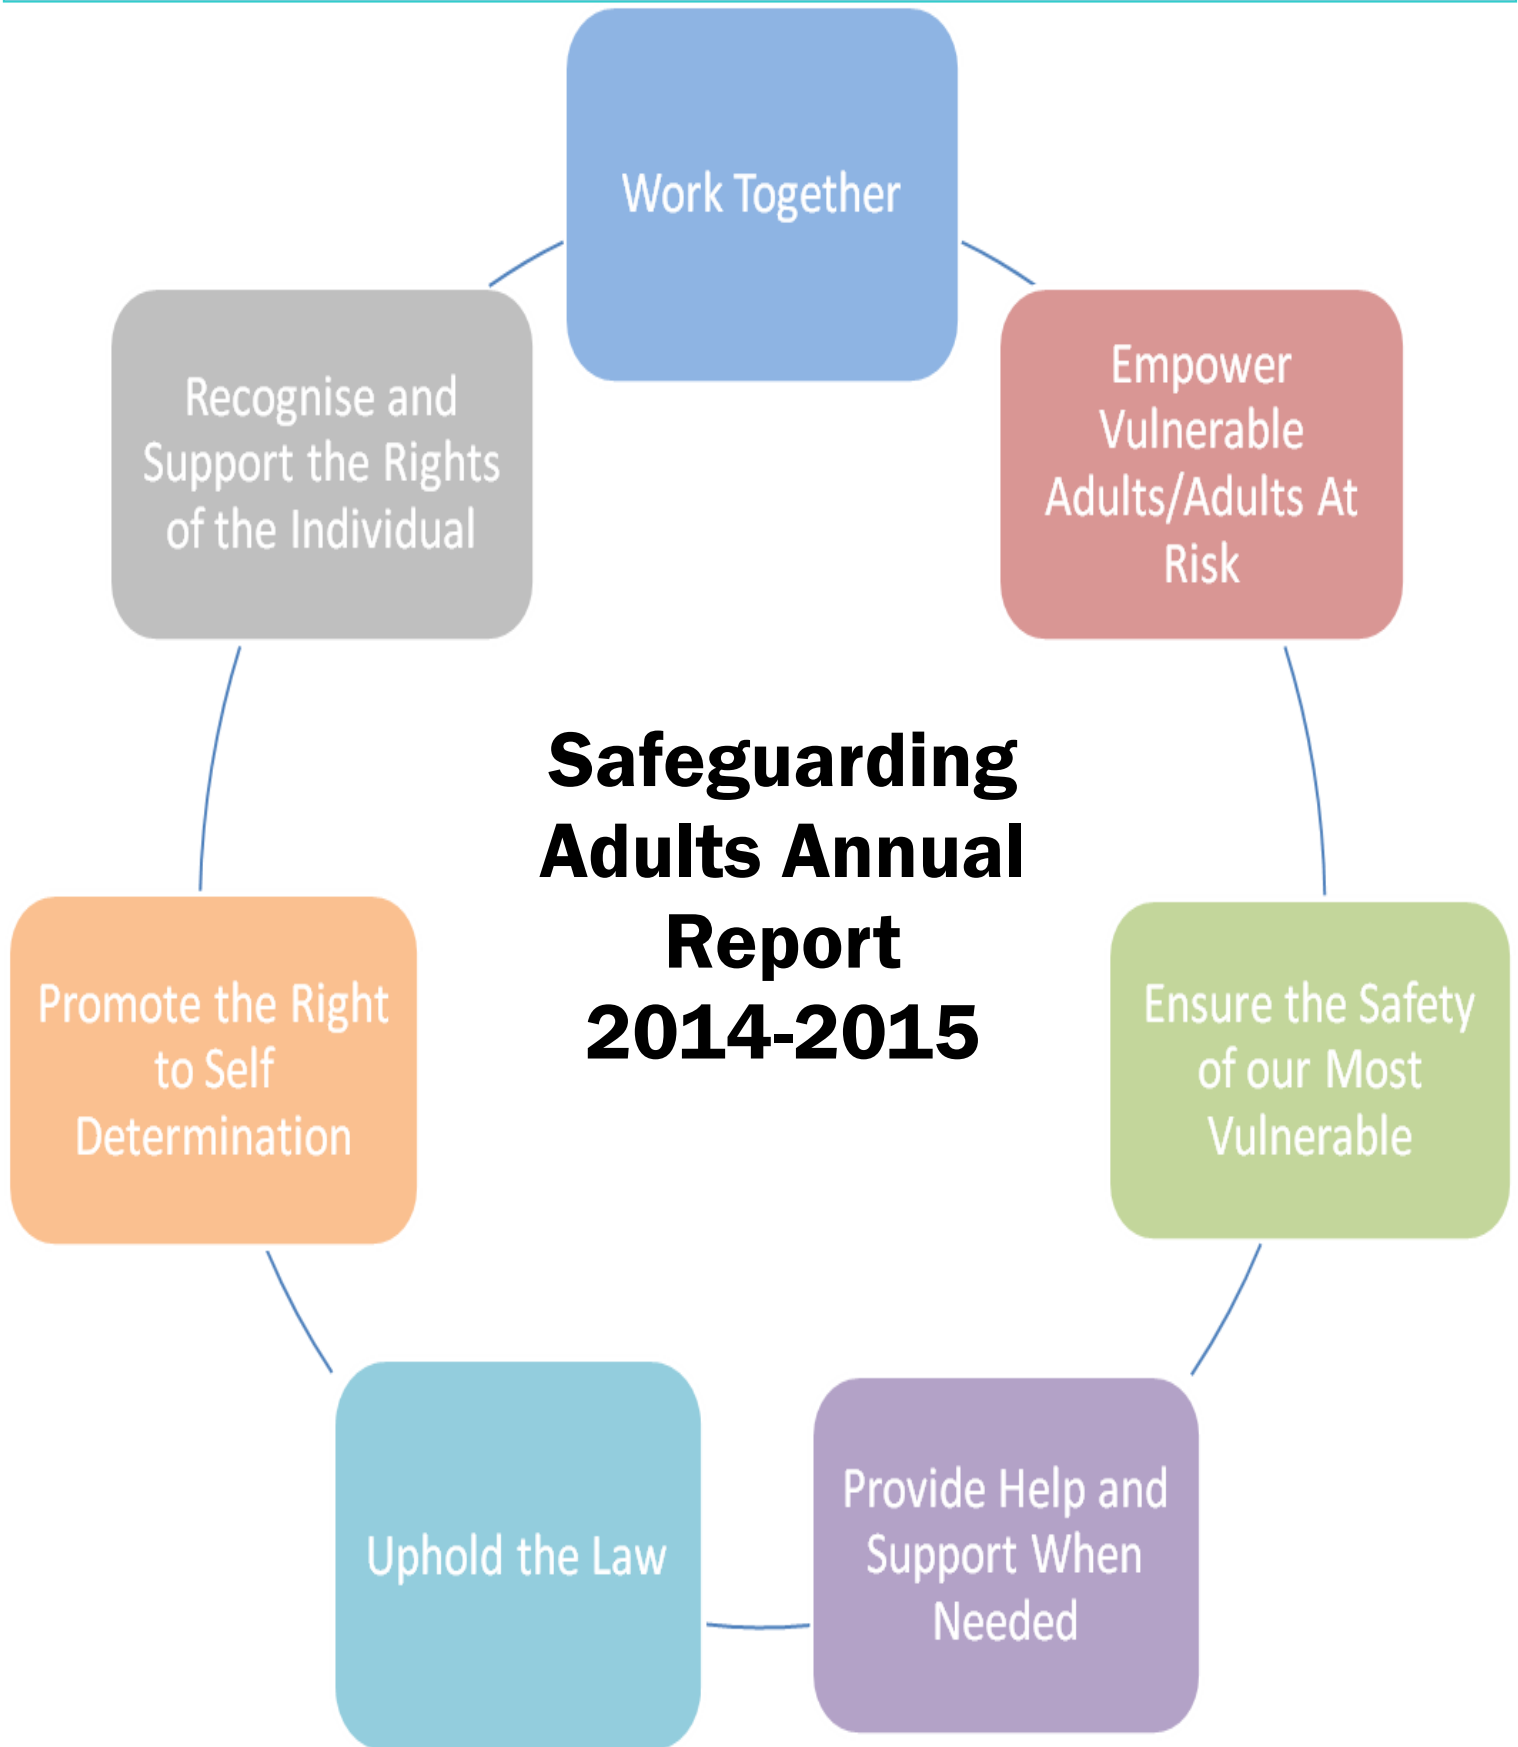 Work Together
Empower
Vulnerable
Adults/Adults At
Risk
Recognise and
Support the Rights
of the Individual
Safeguarding
Adults Annual
Report
2014-2015
Ensure the Safety
of our Most
Vulnerable
Promote the Right
to Self
Determination
Provide Help and
Support When
Needed
Uphold the Law